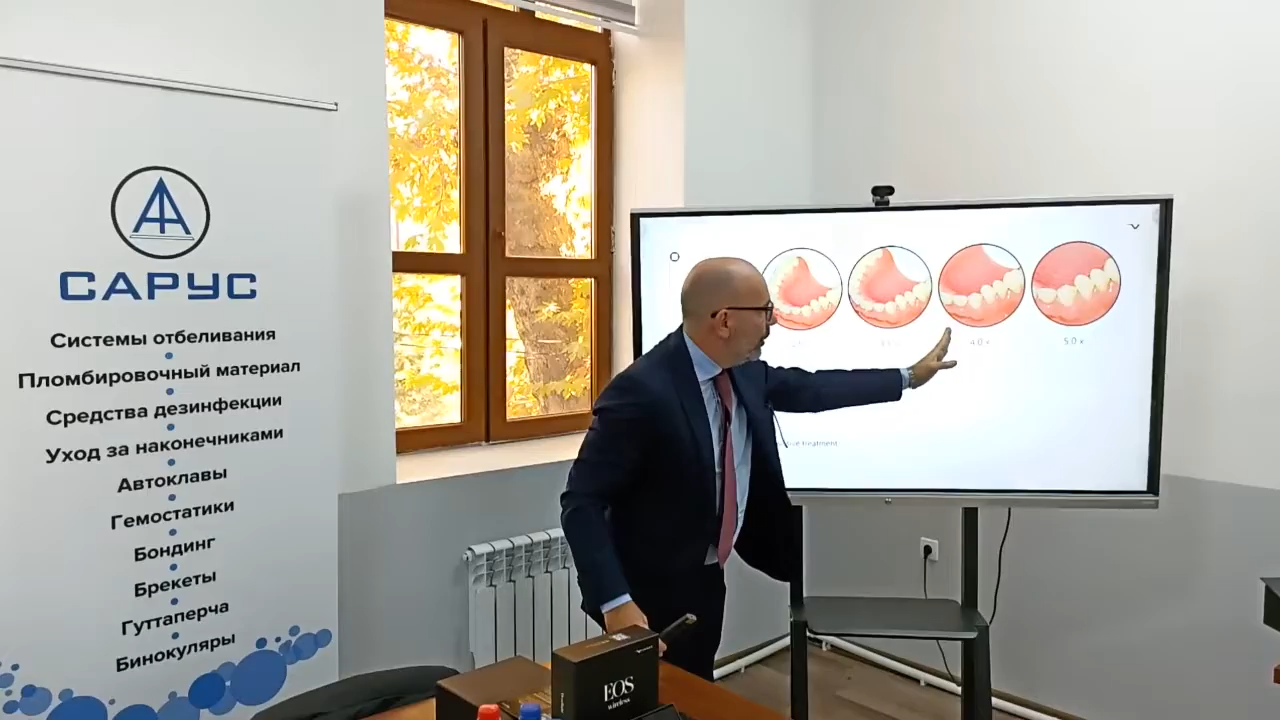 САРУС
Системы отбеливания
Пломбировочный материал
Средства дезинфекции
Уход за наконечниками
Автоклавы
Гемостатики
Бондинг
Брекеты
Гуттаперча
Бинокуляры
4.0 x
5.0 x
treatment
EOS
wireless